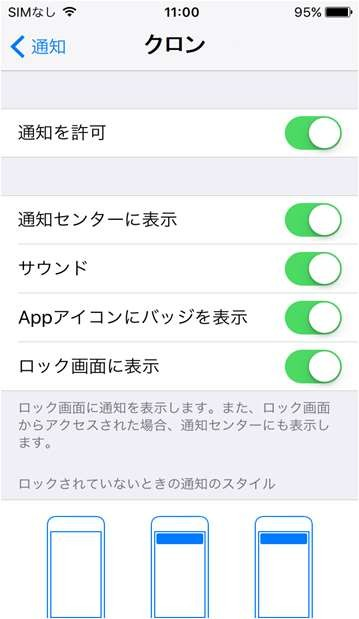 SIMなし 11:00 95%
通知 クロン
通知を許可
通知センターに表示
サウンド
Appアイコンにバッジを表示
ロック画面に表示
ロック画面に通知を表示します。また、ロック画面
からアクセスされた場合、通知センターにも表示し
ます。
ロックされていないときの通知のスタイル